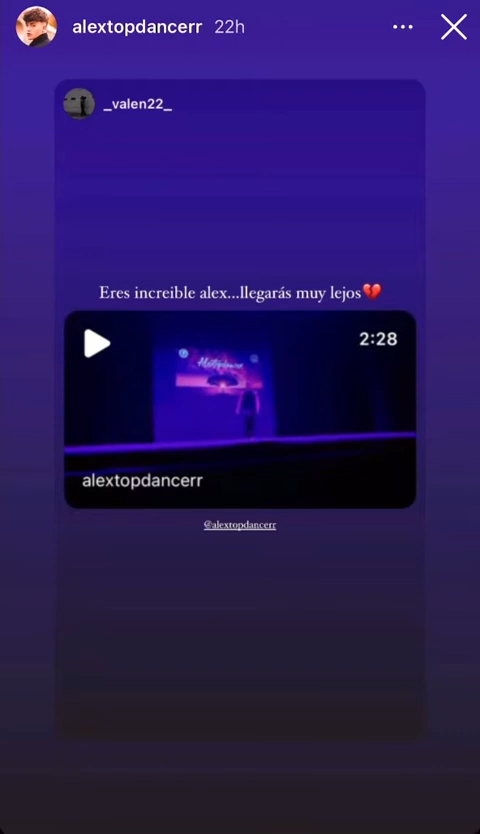 alextopdancerr 22h
_valen22_
Eres increible alex...llegarás muy lejos💔
2:28
alextopdancerr
@alextopdancerr